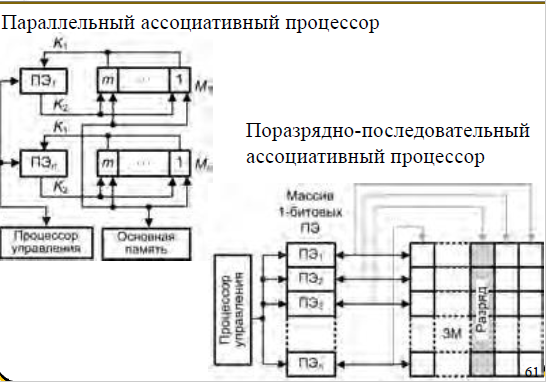 Параллельный ассоциативный процессор
K₁
ПЭ₁
m ... 1
M₁
K₂
K₁
ПЭₙ
m ... 1
K₂
Процессор
управления
Основная
память
Поразрядно-последовательный
ассоциативный процессор
Массив
1-битовых
ПЭ
ПЭ₁
ПЭ₂
ПЭ₃
ПЭₙ
Процессор
управления
ЗМ
Разряд
61